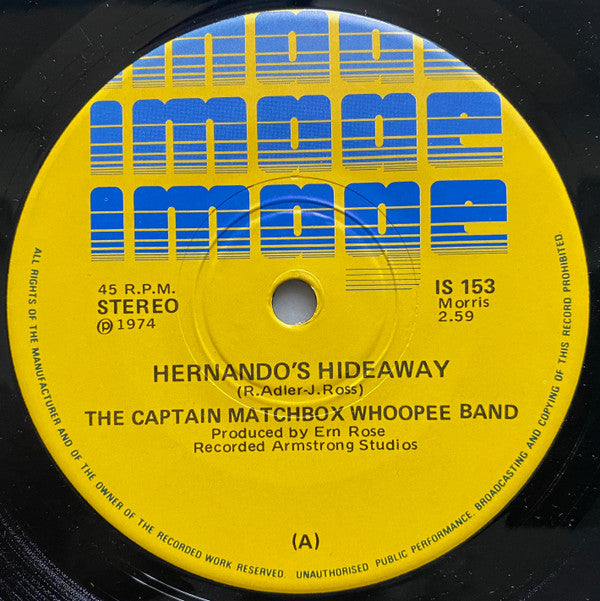 image
image
image
45 R.P.M.
STEREO
Ⓟ 1974
IS 153
Morris
2.59
HERNANDO'S HIDEAWAY
(R.Adler-J.Ross)
THE CAPTAIN MATCHBOX WHOOPEE BAND
Produced by Ern Rose
Recorded Armstrong Studios
(A)
ALL RIGHTS OF THE MANUFACTURER AND OF THE OWNER OF THE RECORDED WORK RESERVED. UNAUTHORISED PUBLIC PERFORMANCE, BROADCASTING AND COPYING OF THIS RECORD PROHIBITED.